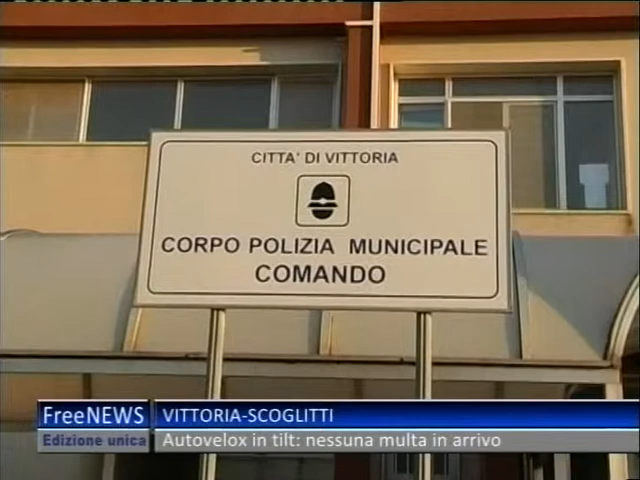 CITTA' DI VITTORIA
CORPO POLIZIA MUNICIPALE
COMANDO
FreeNEWS VITTORIA-SCOGLITTI
Edizione unica Autovelox in tilt: nessuna multa in arrivo